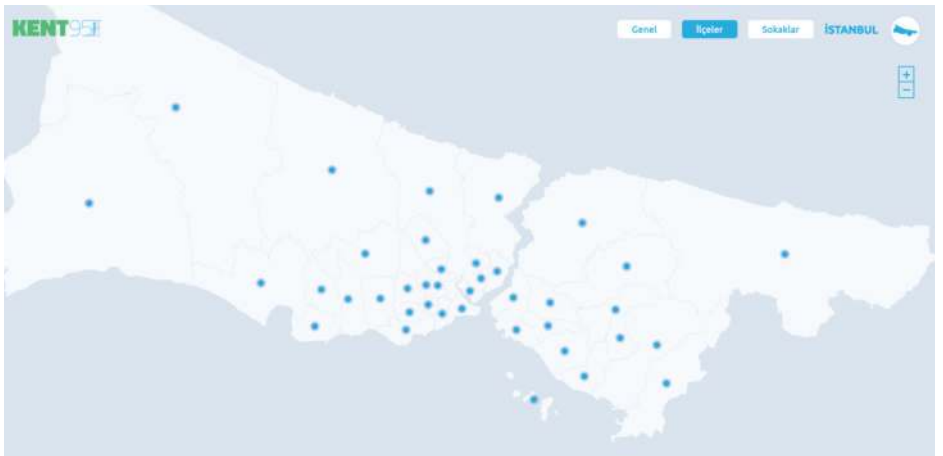 KENT95
Genel
İlçeler
Sokaklar
İSTANBUL
+
−